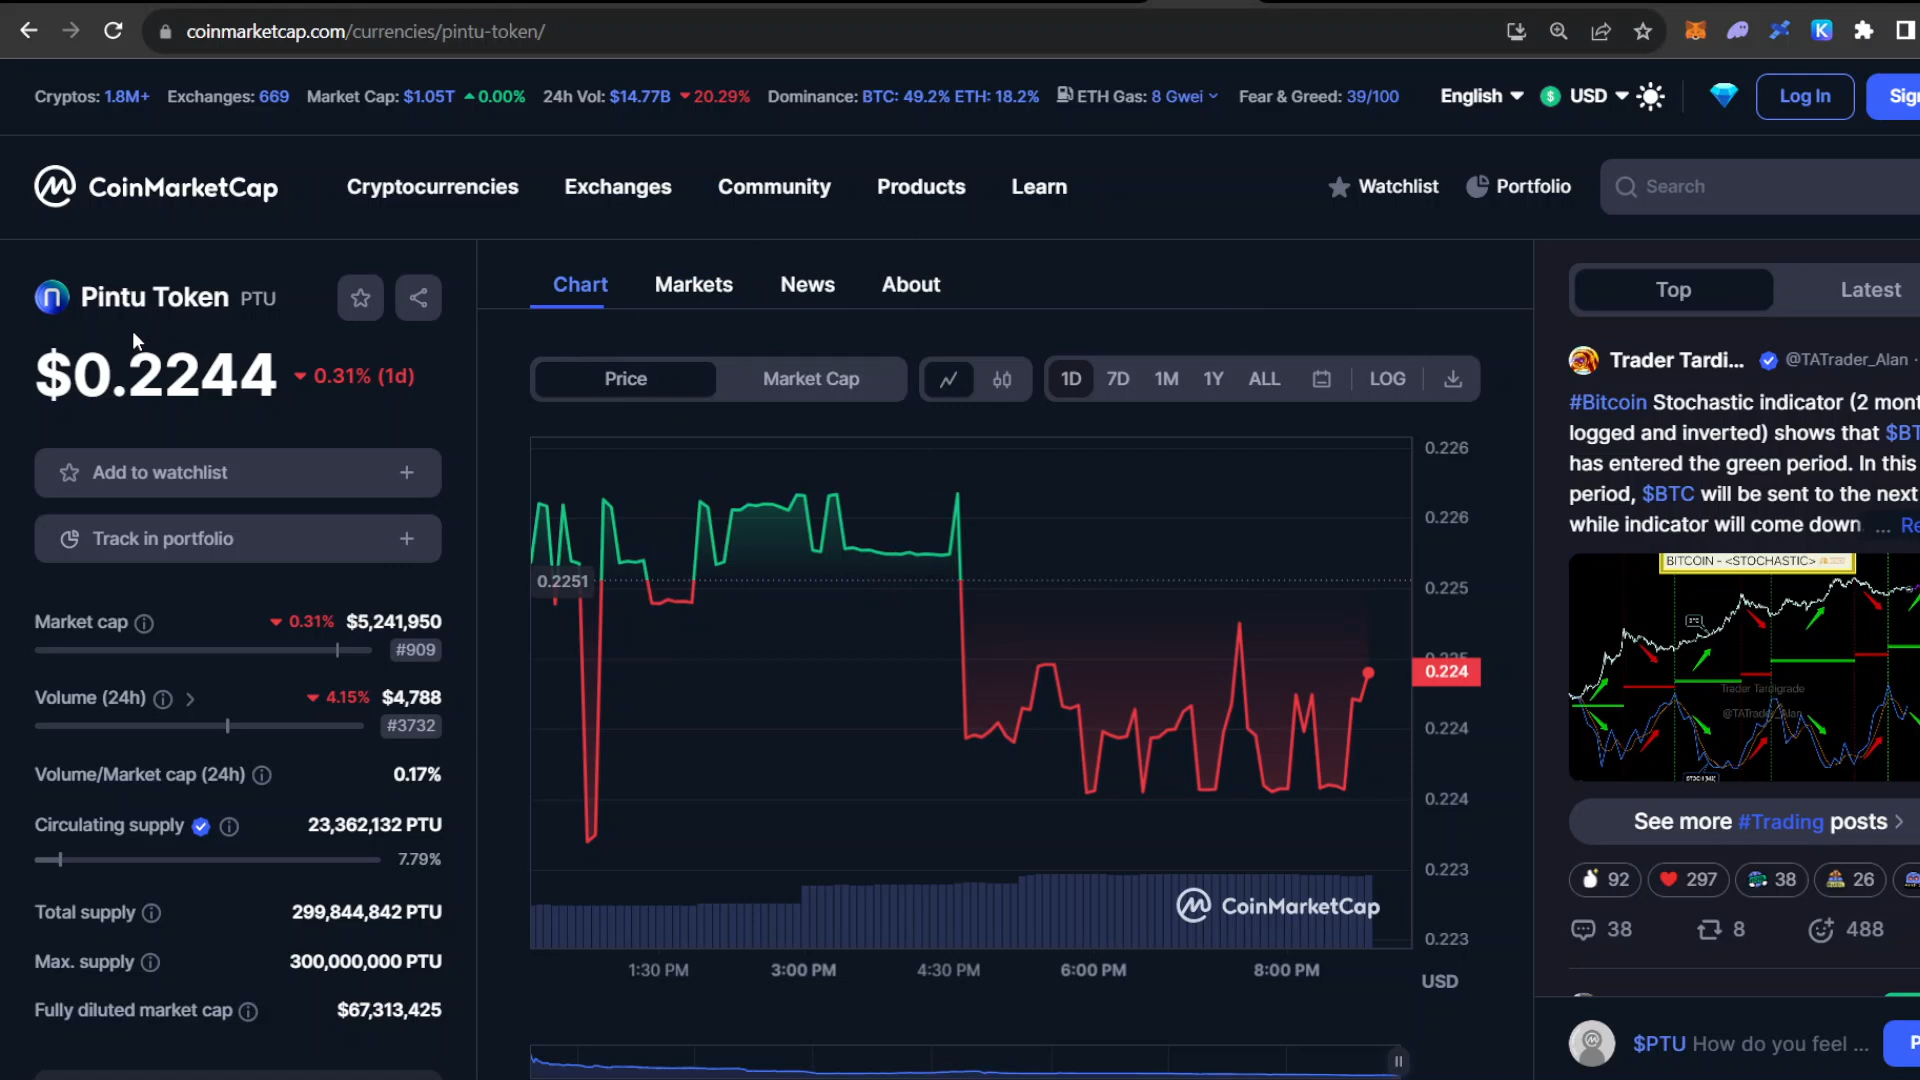 coinmarketcap.com/currencies/pintu-token/
Cryptos: 1.8M+ Exchanges: 669 Market Cap: $1.05T 0.00% 24h Vol: $14.77B 20.29% Dominance: BTC: 49.2% ETH: 18.2% ETH Gas: 8 Gwei Fear & Greed: 39/100 English USD Log In Sign
CoinMarketCap Cryptocurrencies Exchanges Community Products Learn Watchlist Portfolio Search
Pintu Token PTU
$0.2244 0.31% (1d)
Add to watchlist +
Track in portfolio +
Market cap 0.31% $5,241,950
#909
Volume (24h) 4.15% $4,788
#3732
Volume/Market cap (24h) 0.17%
Circulating supply 23,362,132 PTU
7.79%
Total supply 299,844,842 PTU
Max. supply 300,000,000 PTU
Fully diluted market cap $67,313,425
Chart Markets News About
Price Market Cap 1D 7D 1M 1Y ALL LOG
0.226
0.226
0.2251
0.225
0.225
0.224
0.224
0.224
0.223
CoinMarketCap
0.223
1:30 PM 3:00 PM 4:30 PM 6:00 PM 8:00 PM
USD
Top Latest
Trader Tardi... @TATrader_Alan ·
#Bitcoin Stochastic indicator (2 mont
logged and inverted) shows that $BT
has entered the green period. In this
period, $BTC will be sent to the next
while indicator will come down ... Re
BITCOIN - <STOCHASTIC>
Trader Tardigrade
@TATrader_Alan
See more #Trading posts >
92 297 38 26
38 8 488
$PTU How do you feel ... P